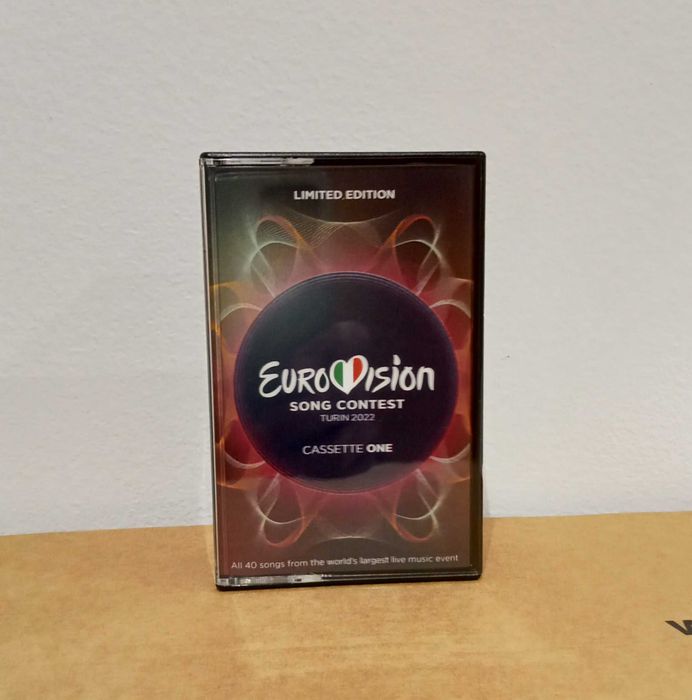 LIMITED EDITION
EUROVISION
SONG CONTEST
TURIN 2022
CASSETTE ONE
All 40 songs from the world's largest live music event